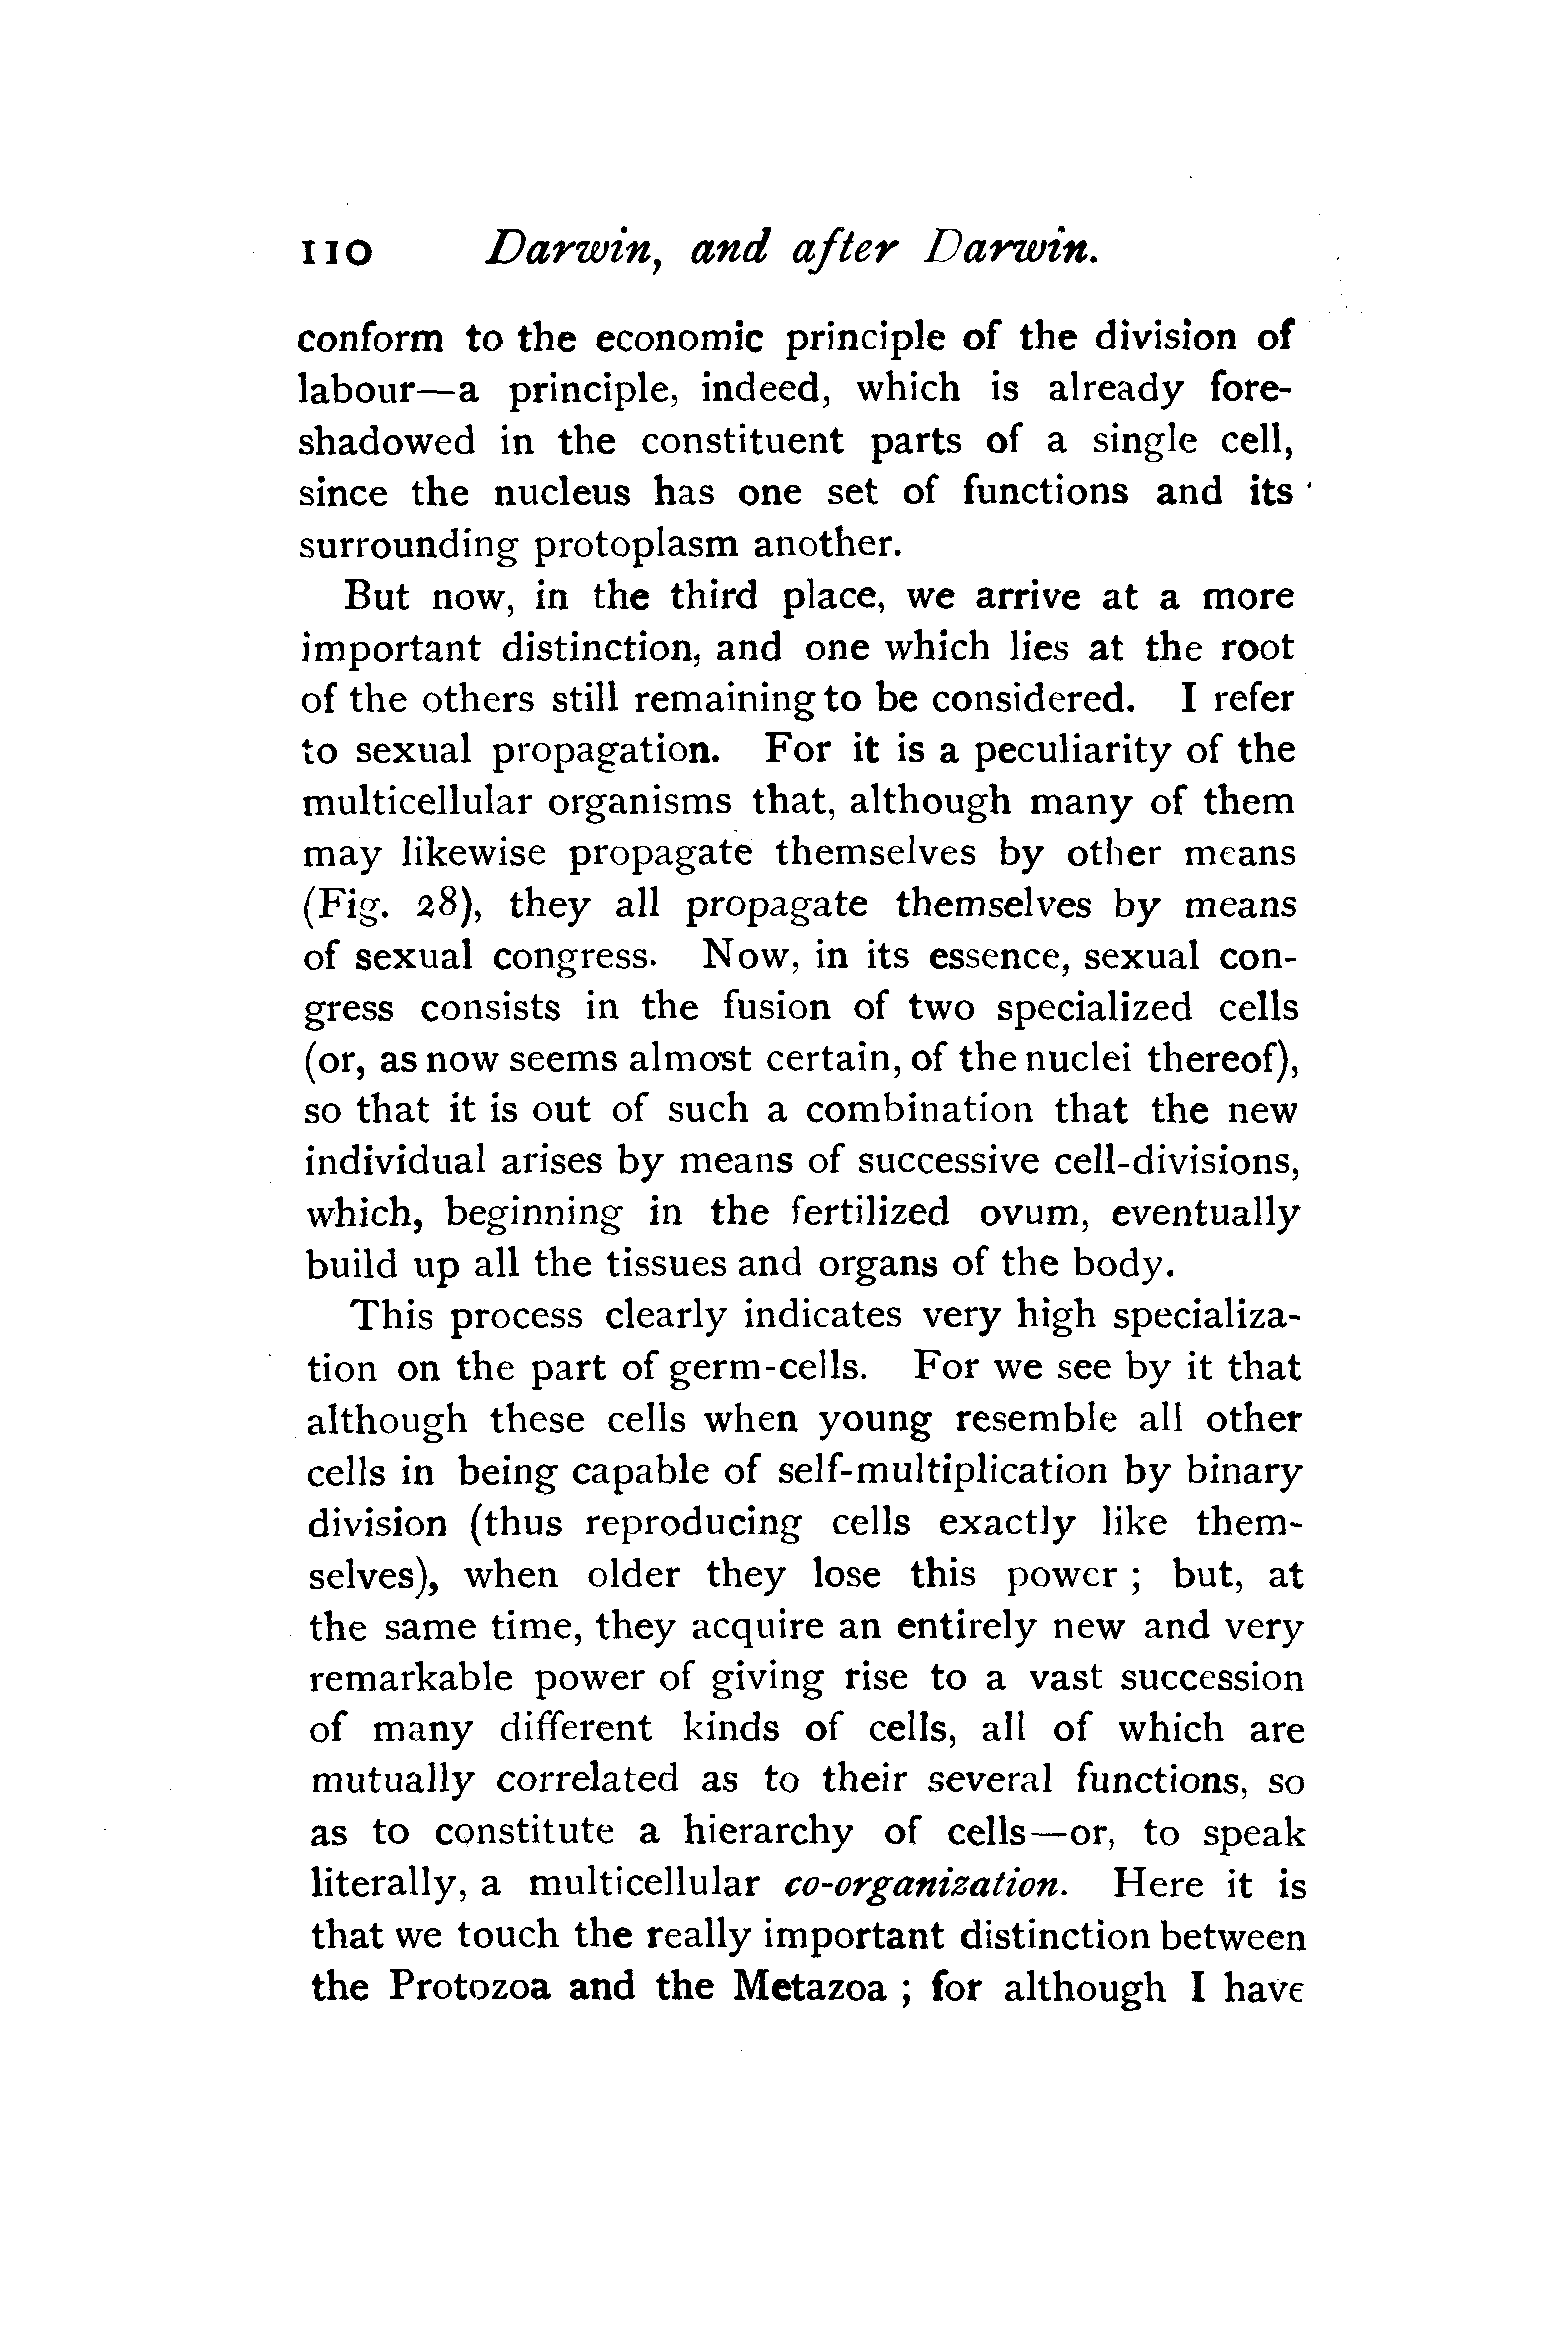 110 Darwin, and after Darwin.
conform to the economic principle of the division of
labour—a principle, indeed, which is already fore-
shadowed in the constituent parts of a single cell,
since the nucleus has one set of functions and its
surrounding protoplasm another.
But now, in the third place, we arrive at a more
important distinction, and one which lies at the root
of the others still remaining to be considered. I refer
to sexual propagation. For it is a peculiarity of the
multicellular organisms that, although many of them
may likewise propagate themselves by other means
(Fig. 28), they all propagate themselves by means
of sexual congress. Now, in its essence, sexual con-
gress consists in the fusion of two specialized cells
(or, as now seems almost certain, of the nuclei thereof),
so that it is out of such a combination that the new
individual arises by means of successive cell-divisions,
which, beginning in the fertilized ovum, eventually
build up all the tissues and organs of the body.
This process clearly indicates very high specializa-
tion on the part of germ-cells. For we see by it that
although these cells when young resemble all other
cells in being capable of self-multiplication by binary
division (thus reproducing cells exactly like them-
selves), when older they lose this power ; but, at
the same time, they acquire an entirely new and very
remarkable power of giving rise to a vast succession
of many different kinds of cells, all of which are
mutually correlated as to their several functions, so
as to constitute a hierarchy of cells—or, to speak
literally, a multicellular co-organization. Here it is
that we touch the really important distinction between
the Protozoa and the Metazoa ; for although I have